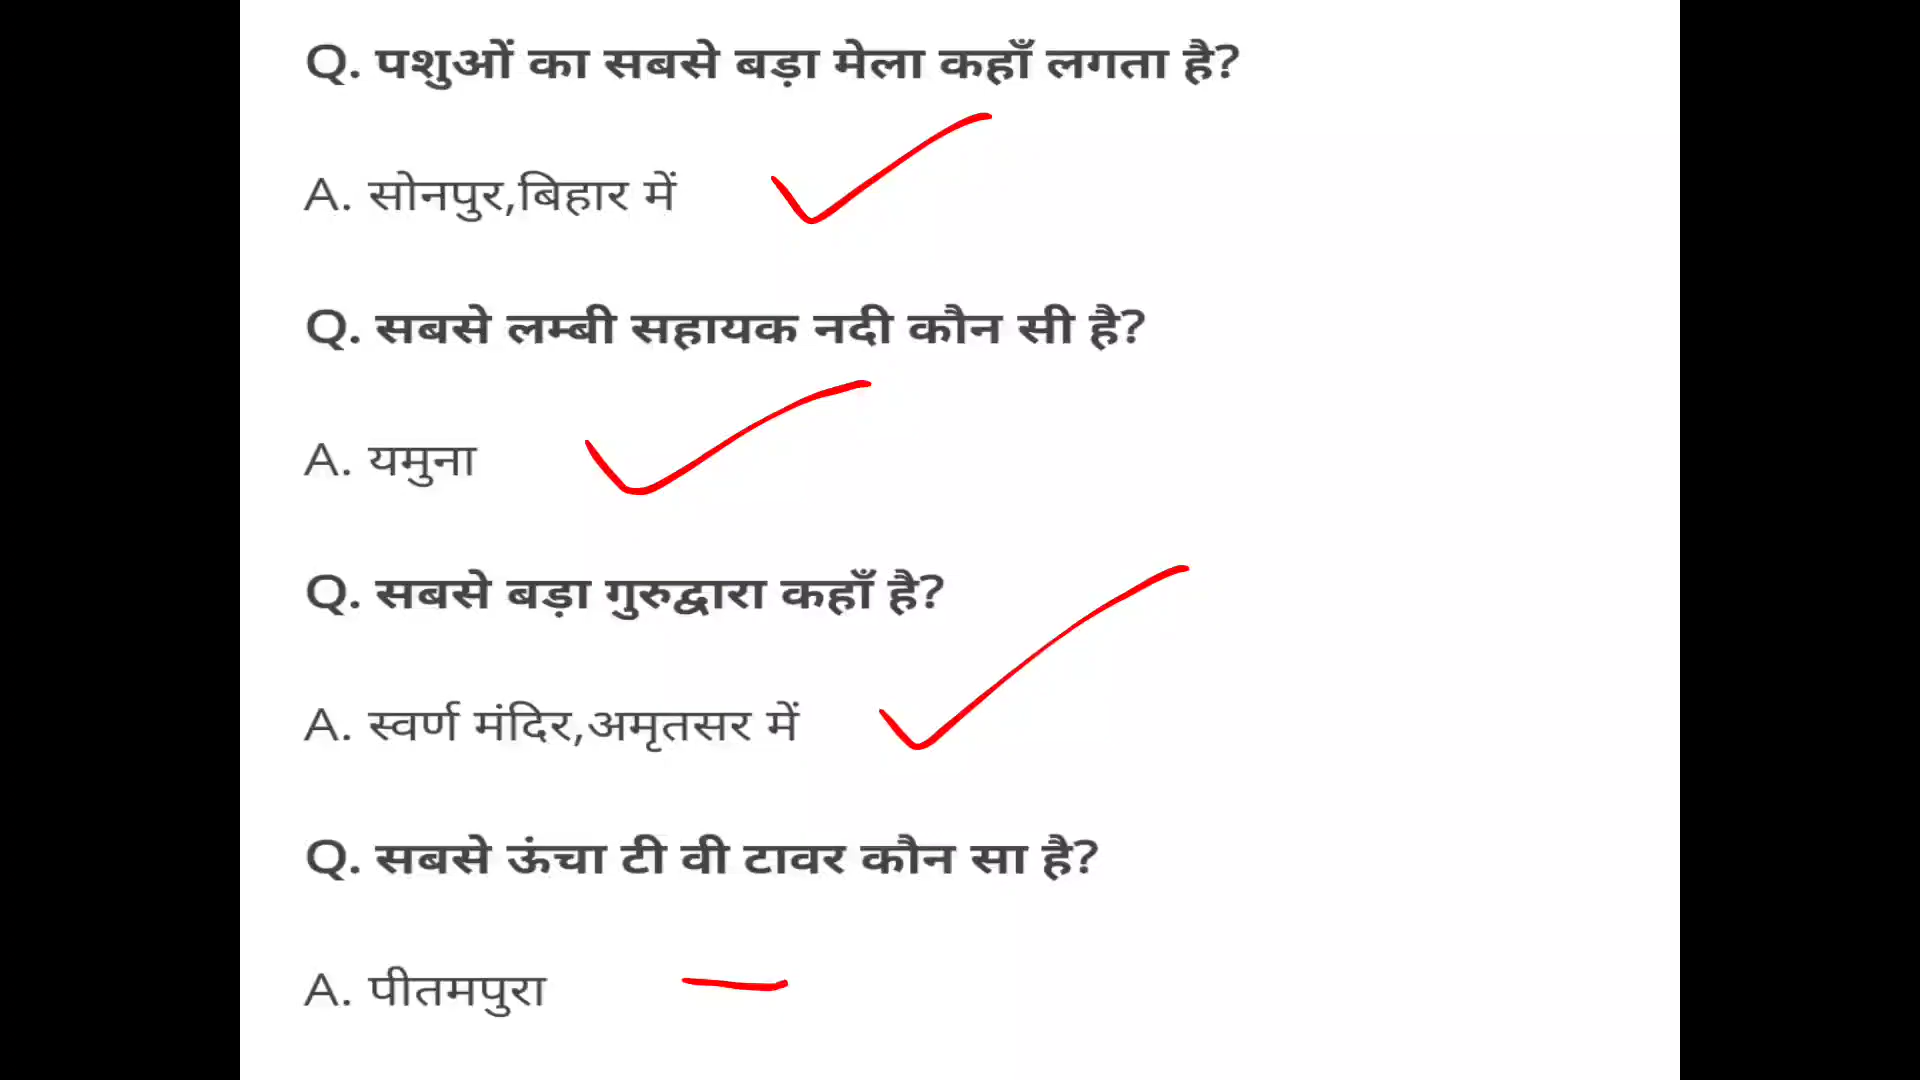 Q. पशुओं का सबसे बड़ा मेला कहाँ लगता है?
A. सोनपुर,बिहार में
Q. सबसे लम्बी सहायक नदी कौन सी है?
A. यमुना
Q. सबसे बड़ा गुरुद्वारा कहाँ है?
A. स्वर्ण मंदिर,अमृतसर में
Q. सबसे ऊंचा टी वी टावर कौन सा है?
A. पीतमपुरा